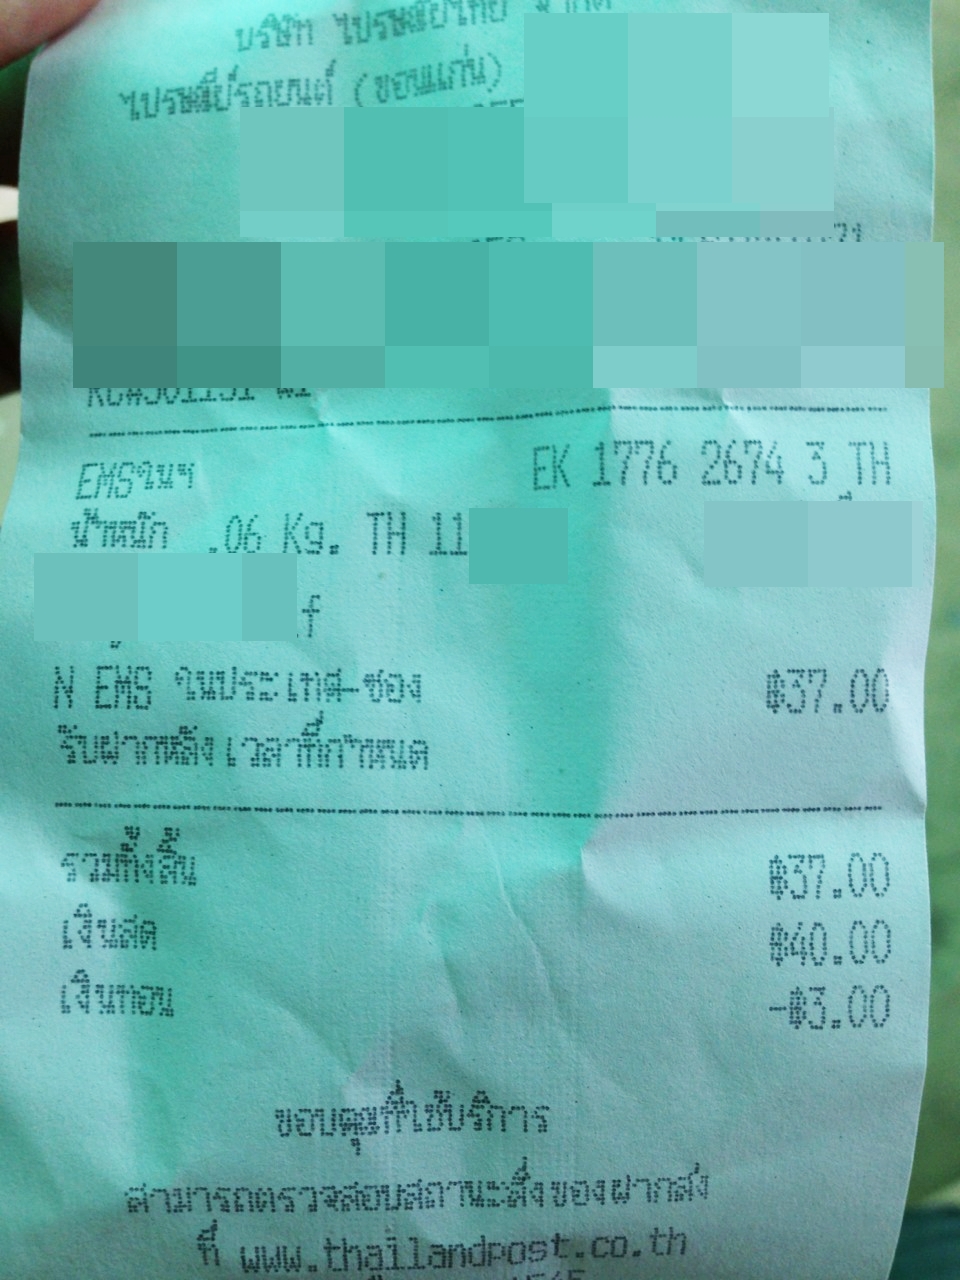 บริษัท ไปรษณีย์ไทย จำกัด
ไปรษณีย์รถยนต์ (ขอนแก่น)
EMSในฯ EK 1776 2674 3 TH
น้ำหนัก .06 Kg. TH 11
f
N EMS ในประเทศ-ซอง ฿37.00
รับฝากหลังเวลาที่กำหนด
รวมทั้งสิ้น ฿37.00
เงินสด ฿40.00
เงินทอน -฿3.00
ขอบคุณที่ใช้บริการ
สามารถตรวจสอบสถานะสิ่งของฝากส่ง
ที่ www.thailandpost.co.th